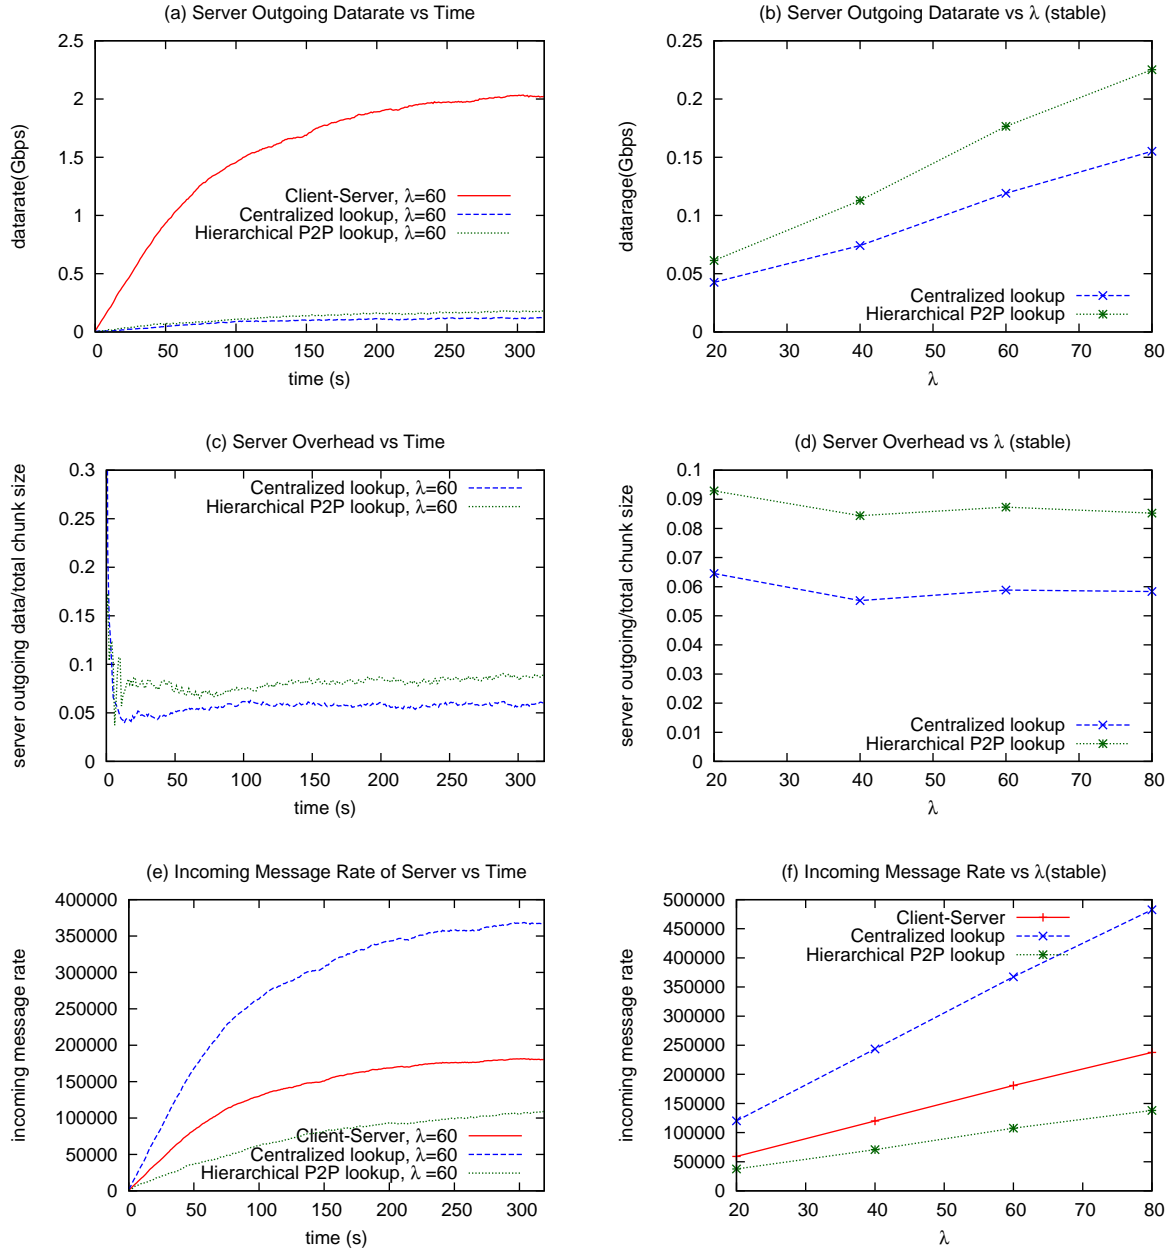 (a) Server Outgoing Datarate vs Time
2.5
2
1.5
1
0.5
0
datarate(Gbps)
Client-Server, λ=60
Centralized lookup, λ=60
Hierarchical P2P lookup, λ=60
0 50 100 150 200 250 300
time (s)
(b) Server Outgoing Datarate vs λ (stable)
0.25
0.2
0.15
0.1
0.05
0
datarage(Gbps)
Centralized lookup
Hierarchical P2P lookup
20 30 40 50 60 70 80
λ
(c) Server Overhead vs Time
0.3
0.25
0.2
0.15
0.1
0.05
0
server outgoing data/total chunk size
Centralized lookup, λ=60
Hierarchical P2P lookup, λ=60
0 50 100 150 200 250 300
time (s)
(d) Server Overhead vs λ (stable)
0.1
0.09
0.08
0.07
0.06
0.05
0.04
0.03
0.02
0.01
0
server outgoing/total chunk size
Centralized lookup
Hierarchical P2P lookup
20 30 40 50 60 70 80
λ
(e) Incoming Message Rate of Server vs Time
400000
350000
300000
250000
200000
150000
100000
50000
0
incoming message rate
Client-Server, λ=60
Centralized lookup, λ=60
Hierarchical P2P lookup, λ =60
0 50 100 150 200 250 300
time (s)
(f) Incoming Message Rate vs λ(stable)
500000
450000
400000
350000
300000
250000
200000
150000
100000
50000
0
incoming message rate
Client-Server
Centralized lookup
Hierarchical P2P lookup
20 30 40 50 60 70 80
λ